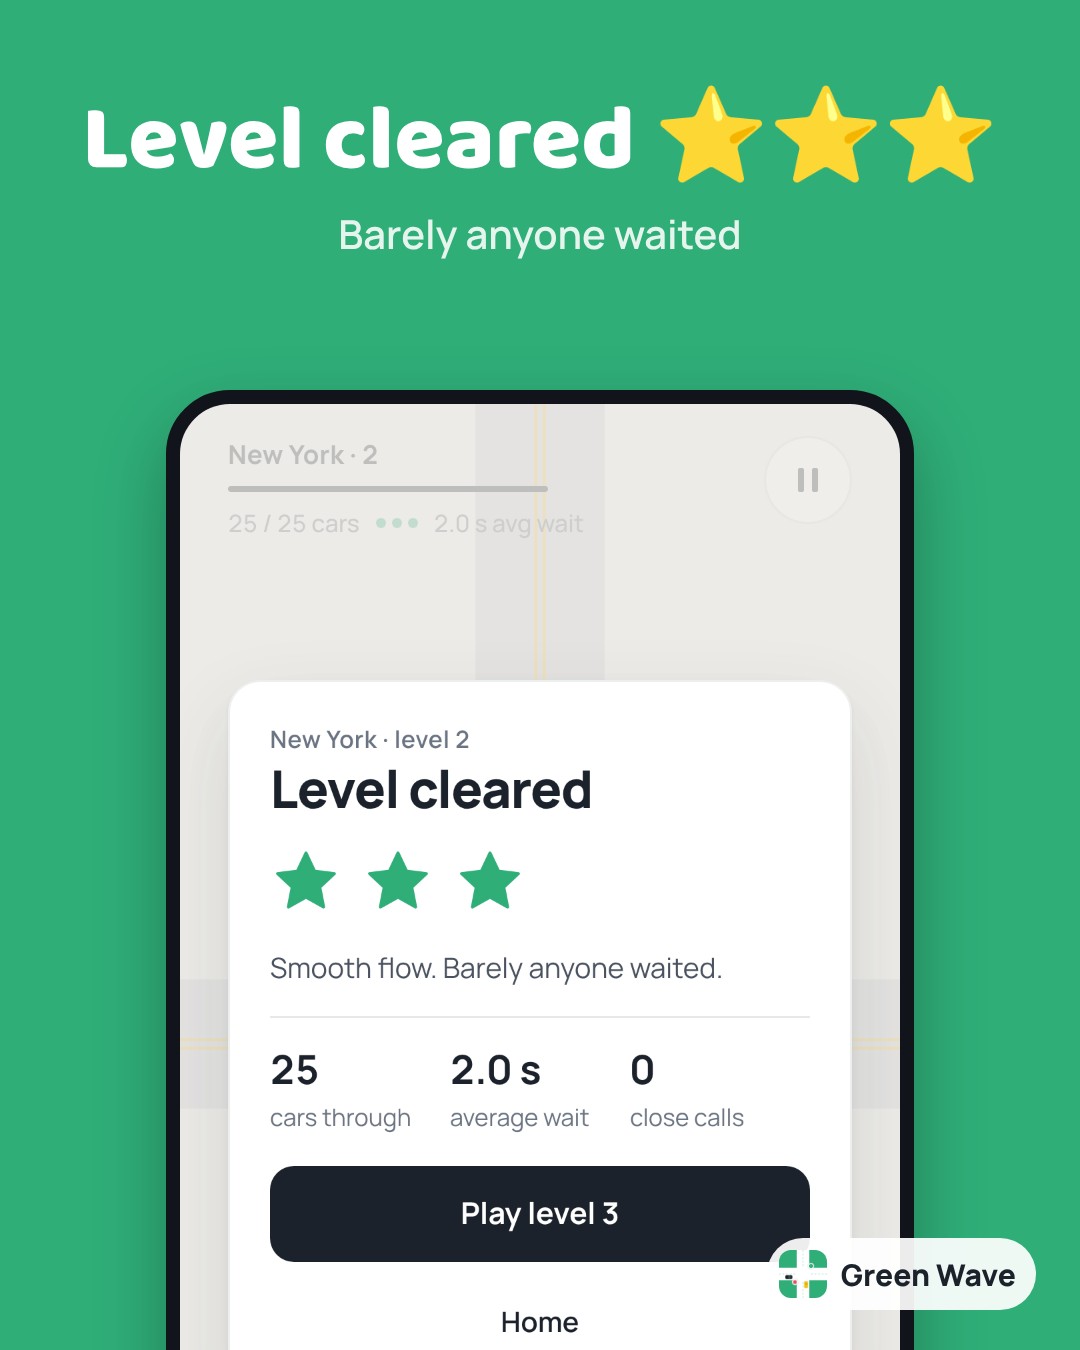 Level cleared ⭐⭐⭐
Barely anyone waited
New York · 2
25 / 25 cars ●●● 2.0 s avg wait
New York · level 2
Level cleared
Smooth flow. Barely anyone waited.
25 2.0 s 0
cars through average wait close calls
Play level 3
Green Wave
Home